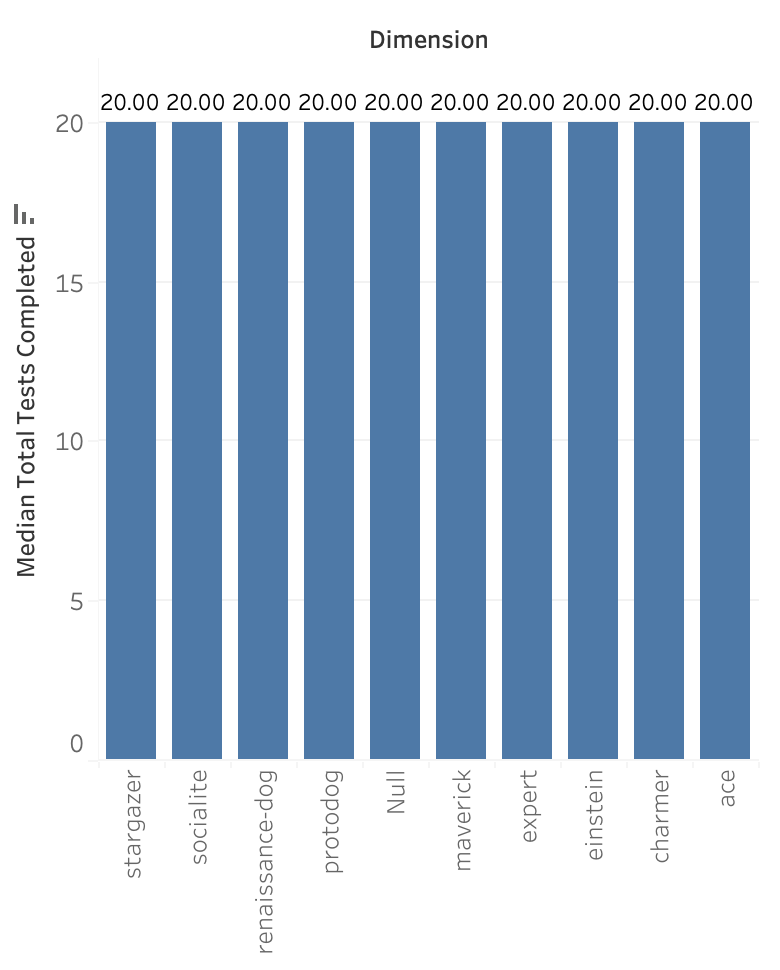 Dimension
20.00 20.00 20.00 20.00 20.00 20.00 20.00 20.00 20.00 20.00
20
15
10
5
0
Median Total Tests Completed
stargazer
socialite
renaissance-dog
protodog
Null
maverick
expert
einstein
charmer
ace